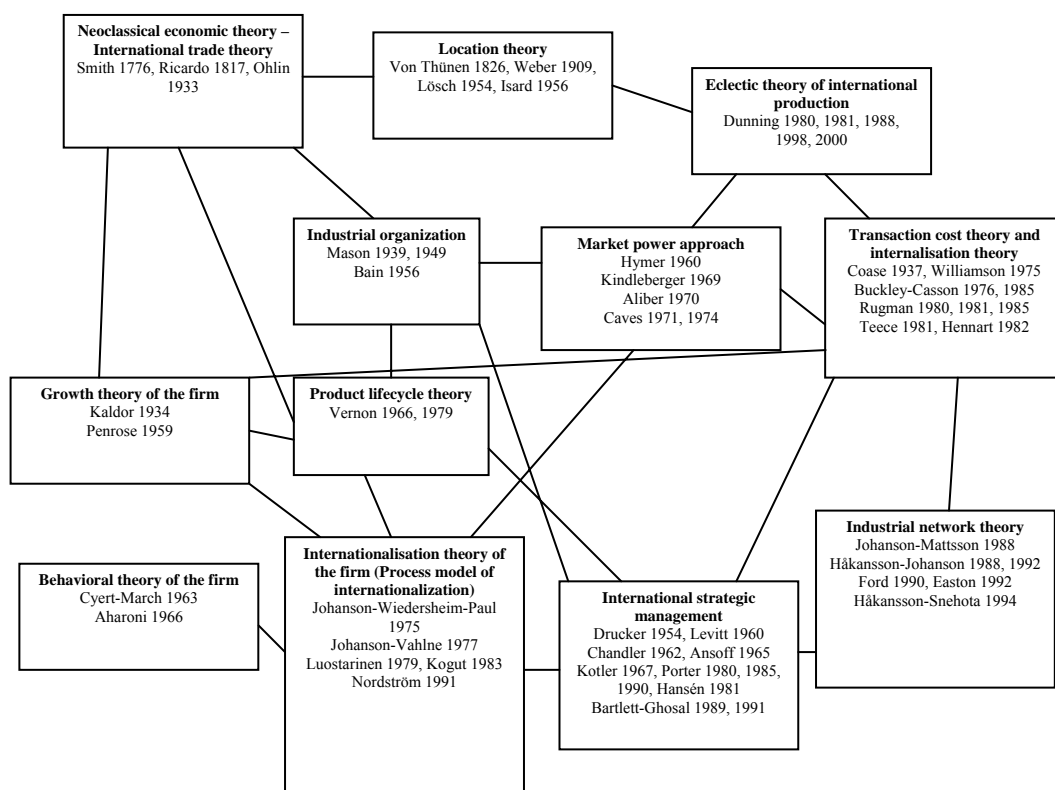 Neoclassical economic theory –
International trade theory
Smith 1776, Ricardo 1817, Ohlin
1933
Location theory
Von Thünen 1826, Weber 1909,
Lösch 1954, Isard 1956
Eclectic theory of international
production
Dunning 1980, 1981, 1988,
1998, 2000
Industrial organization
Mason 1939, 1949
Bain 1956
Market power approach
Hymer 1960
Kindleberger 1969
Aliber 1970
Caves 1971, 1974
Transaction cost theory and
internalisation theory
Coase 1937, Williamson 1975
Buckley-Casson 1976, 1985
Rugman 1980, 1981, 1985
Teece 1981, Hennart 1982
Growth theory of the firm
Kaldor 1934
Penrose 1959
Product lifecycle theory
Vernon 1966, 1979
Behavioral theory of the firm
Cyert-March 1963
Aharoni 1966
Internationalisation theory of
the firm (Process model of
internationalization)
Johanson-Wiedersheim-Paul
1975
Johanson-Vahlne 1977
Luostarinen 1979, Kogut 1983
Nordström 1991
International strategic
management
Drucker 1954, Levitt 1960
Chandler 1962, Ansoff 1965
Kotler 1967, Porter 1980, 1985,
1990, Hansén 1981
Bartlett-Ghosal 1989, 1991
Industrial network theory
Johanson-Mattsson 1988
Håkansson-Johanson 1988, 1992
Ford 1990, Easton 1992
Håkansson-Snehota 1994